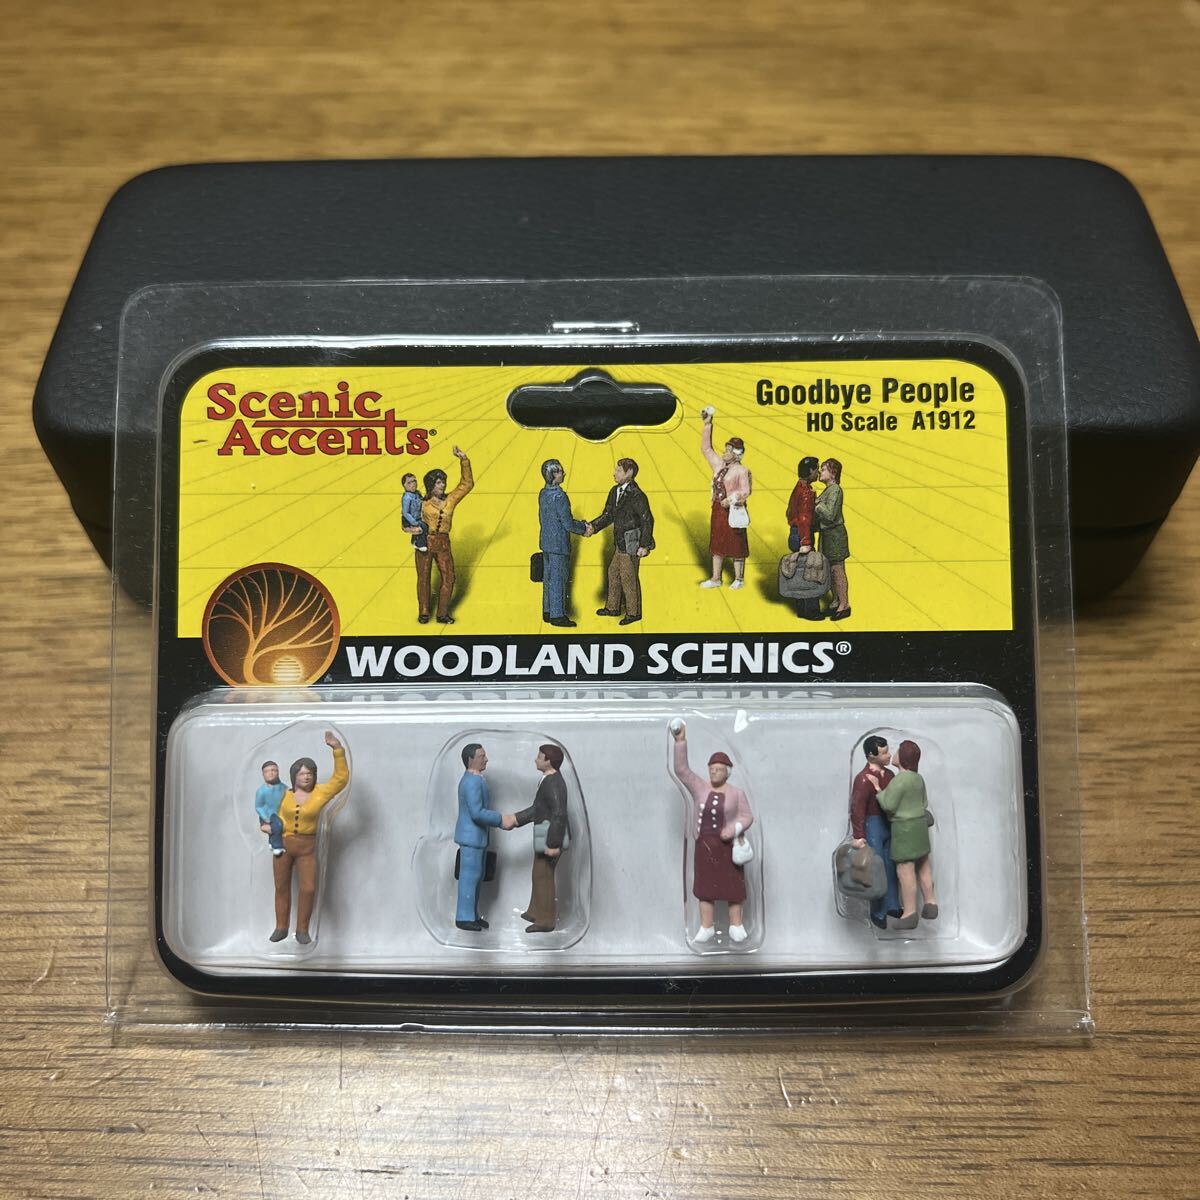 Scenic
Accents®
Goodbye People
HO Scale A1912
WOODLAND SCENICS®